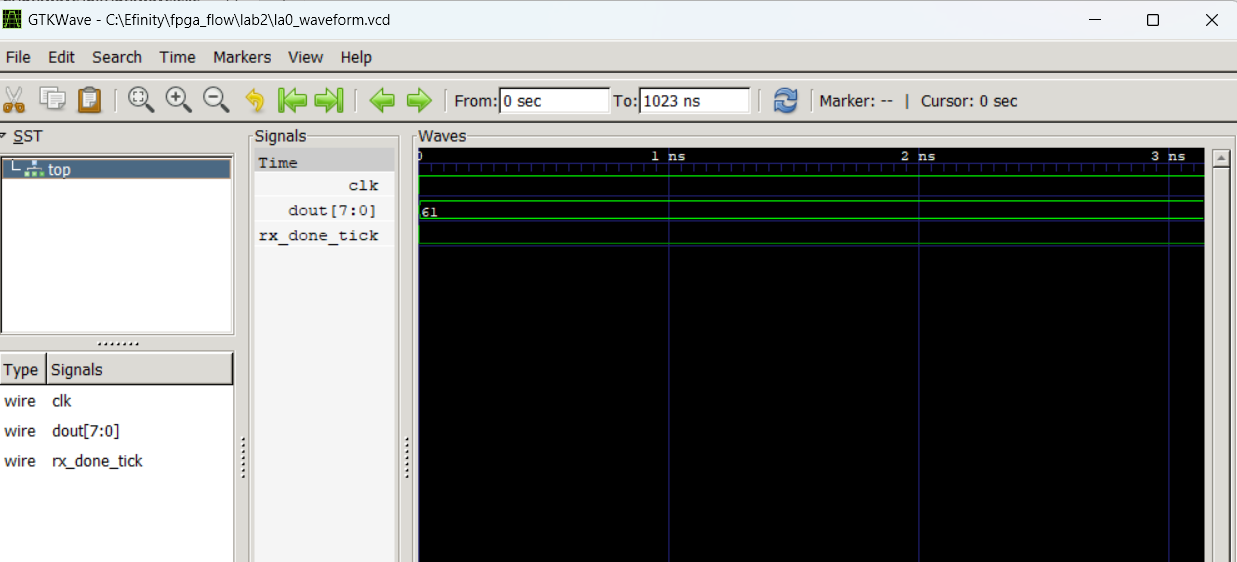 GTKWave - C:\Efinity\fpga_flow\lab2\la0_waveform.vcd
File Edit Search Time Markers View Help
From: 0 sec To: 1023 ns Marker: -- | Cursor: 0 sec
SST
top
Type Signals
wire clk
wire dout[7:0]
wire rx_done_tick
Signals
Time
clk
dout[7:0]
rx_done_tick
Waves
0 1 ns 2 ns 3 ns
61